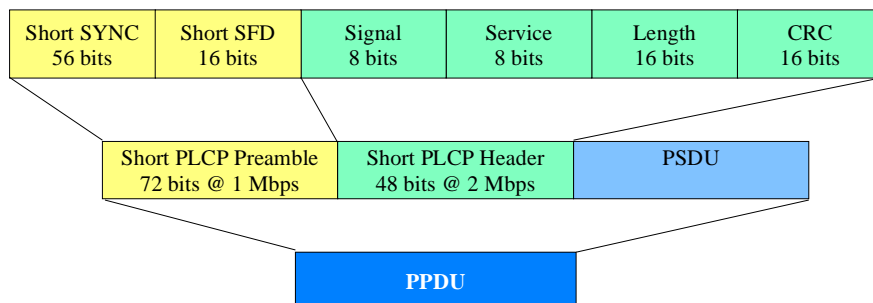 Short SYNC
56 bits
Short SFD
16 bits
Signal
8 bits
Service
8 bits
Length
16 bits
CRC
16 bits
Short PLCP Preamble
72 bits @ 1 Mbps
Short PLCP Header
48 bits @ 2 Mbps
PSDU
PPDU